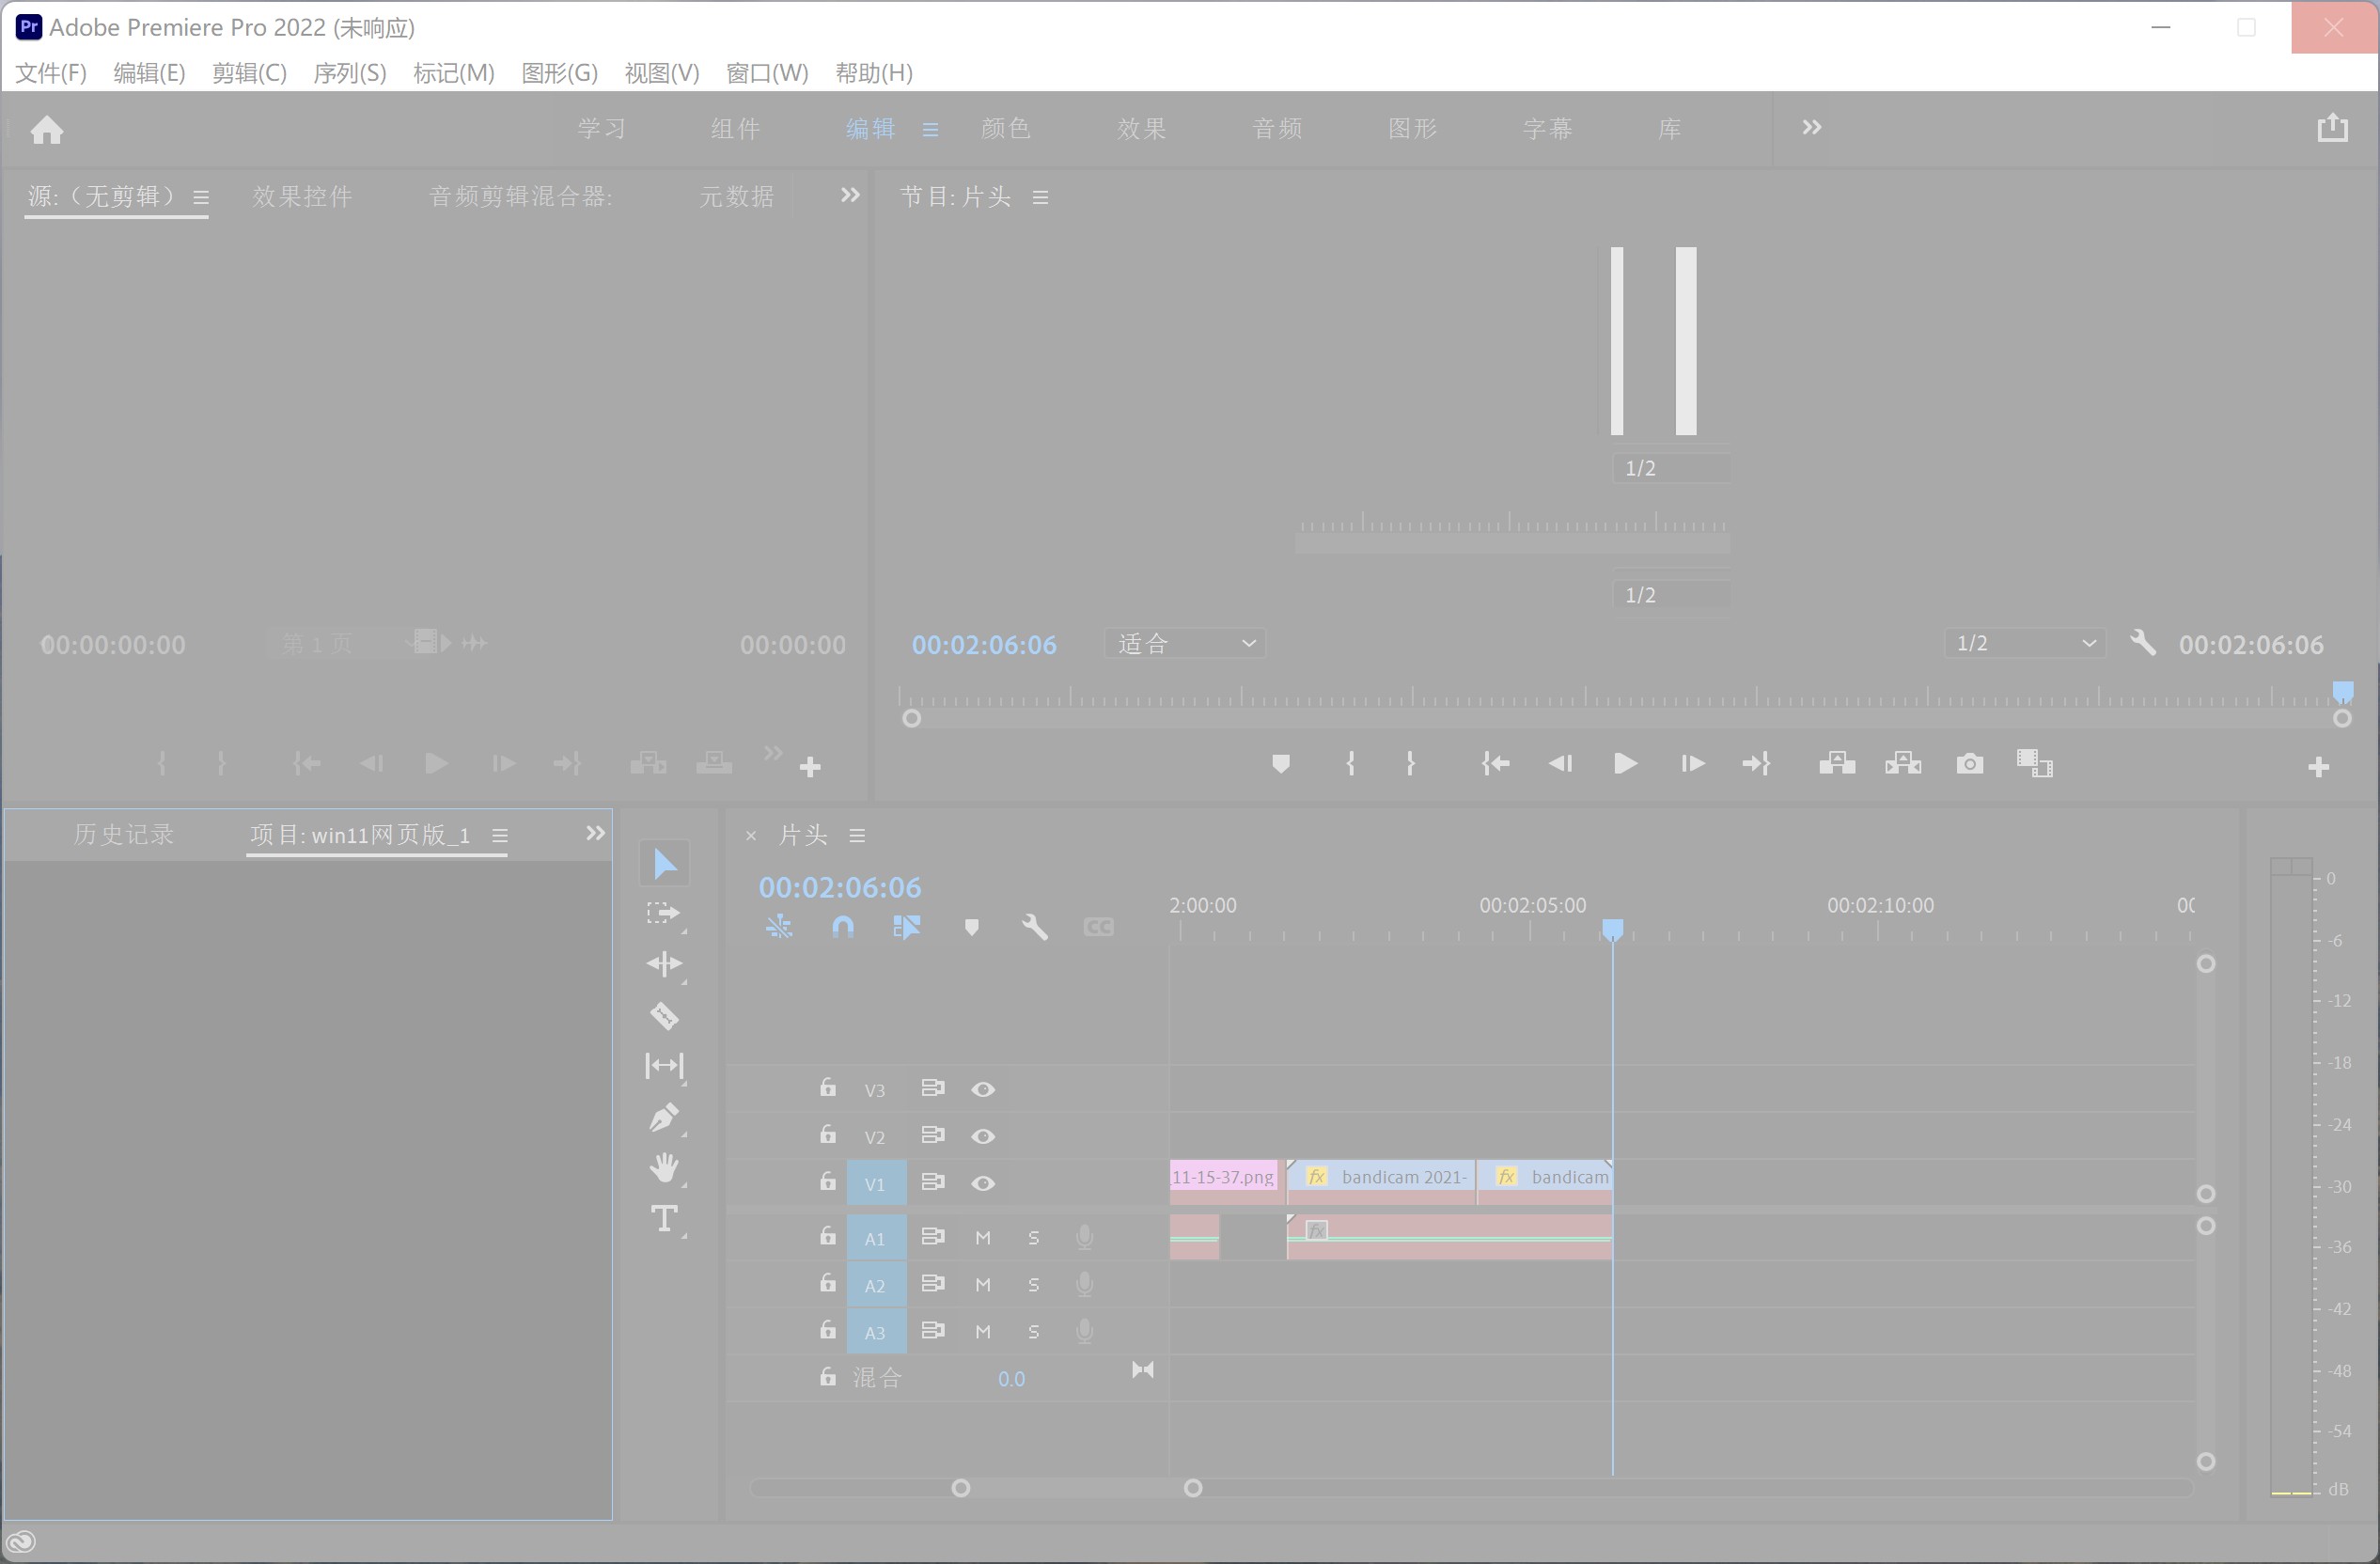 Pr Adobe Premiere Pro 2022 (未响应)
文件(F) 编辑(E) 剪辑(C) 序列(S) 标记(M) 图形(G) 视图(V) 窗口(W) 帮助(H)
学习 组件 编辑 颜色 效果 音频 图形 字幕 库
源:（无剪辑） 效果控件 音频剪辑混合器: 元数据
节目: 片头
1/2
1/2
00:00:00:00 第 1 页 00:00:00
00:02:06:06 适合 1/2 00:02:06:06
历史记录 项目: win11网页版_1
片头
00:02:06:06
2:00:00 00:02:05:00 00:02:10:00
CC
V3
V2
V1 11-15-37.png fx bandicam 2021- fx bandicam
A1 M S fx
A2 M S
A3 M S
混合 0.0
0
-6
-12
-18
-24
-30
-36
-42
-48
-54
dB